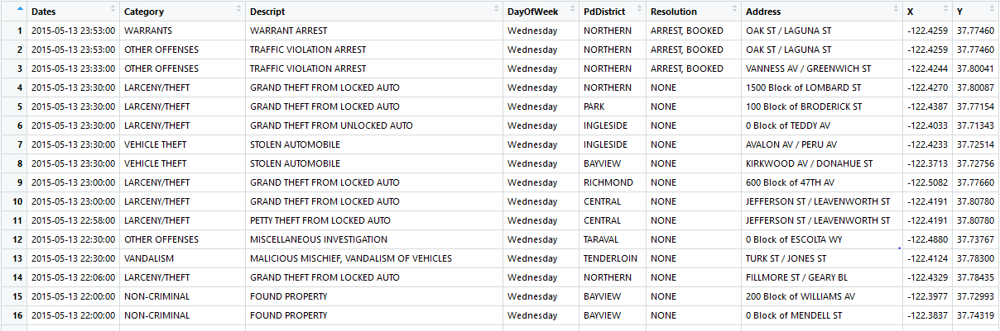 Dates Category Descript DayOfWeek PdDistrict Resolution Address X Y
1 2015-05-13 23:53:00 WARRANTS WARRANT ARREST Wednesday NORTHERN ARREST, BOOKED OAK ST / LAGUNA ST -122.4259 37.77460
2 2015-05-13 23:53:00 OTHER OFFENSES TRAFFIC VIOLATION ARREST Wednesday NORTHERN ARREST, BOOKED OAK ST / LAGUNA ST -122.4259 37.77460
3 2015-05-13 23:33:00 OTHER OFFENSES TRAFFIC VIOLATION ARREST Wednesday NORTHERN ARREST, BOOKED VANNESS AV / GREENWICH ST -122.4244 37.80041
4 2015-05-13 23:30:00 LARCENY/THEFT GRAND THEFT FROM LOCKED AUTO Wednesday NORTHERN NONE 1500 Block of LOMBARD ST -122.4270 37.80087
5 2015-05-13 23:30:00 LARCENY/THEFT GRAND THEFT FROM LOCKED AUTO Wednesday PARK NONE 100 Block of BRODERICK ST -122.4387 37.77154
6 2015-05-13 23:30:00 LARCENY/THEFT GRAND THEFT FROM UNLOCKED AUTO Wednesday INGLESIDE NONE 0 Block of TEDDY AV -122.4033 37.71343
7 2015-05-13 23:30:00 VEHICLE THEFT STOLEN AUTOMOBILE Wednesday INGLESIDE NONE AVALON AV / PERU AV -122.4233 37.72514
8 2015-05-13 23:30:00 VEHICLE THEFT STOLEN AUTOMOBILE Wednesday BAYVIEW NONE KIRKWOOD AV / DONAHUE ST -122.3713 37.72756
9 2015-05-13 23:00:00 LARCENY/THEFT GRAND THEFT FROM LOCKED AUTO Wednesday RICHMOND NONE 600 Block of 47TH AV -122.5082 37.77660
10 2015-05-13 23:00:00 LARCENY/THEFT GRAND THEFT FROM LOCKED AUTO Wednesday CENTRAL NONE JEFFERSON ST / LEAVENWORTH ST -122.4191 37.80780
11 2015-05-13 22:58:00 LARCENY/THEFT PETTY THEFT FROM LOCKED AUTO Wednesday CENTRAL NONE JEFFERSON ST / LEAVENWORTH ST -122.4191 37.80780
12 2015-05-13 22:30:00 OTHER OFFENSES MISCELLANEOUS INVESTIGATION Wednesday TARAVAL NONE 0 Block of ESCOLTA WY -122.4880 37.73767
13 2015-05-13 22:30:00 VANDALISM MALICIOUS MISCHIEF, VANDALISM OF VEHICLES Wednesday TENDERLOIN NONE TURK ST / JONES ST -122.4124 37.78300
14 2015-05-13 22:06:00 LARCENY/THEFT GRAND THEFT FROM LOCKED AUTO Wednesday NORTHERN NONE FILLMORE ST / GEARY BL -122.4329 37.78435
15 2015-05-13 22:00:00 NON-CRIMINAL FOUND PROPERTY Wednesday BAYVIEW NONE 200 Block of WILLIAMS AV -122.3977 37.72993
16 2015-05-13 22:00:00 NON-CRIMINAL FOUND PROPERTY Wednesday BAYVIEW NONE 0 Block of MENDELL ST -122.3837 37.74319